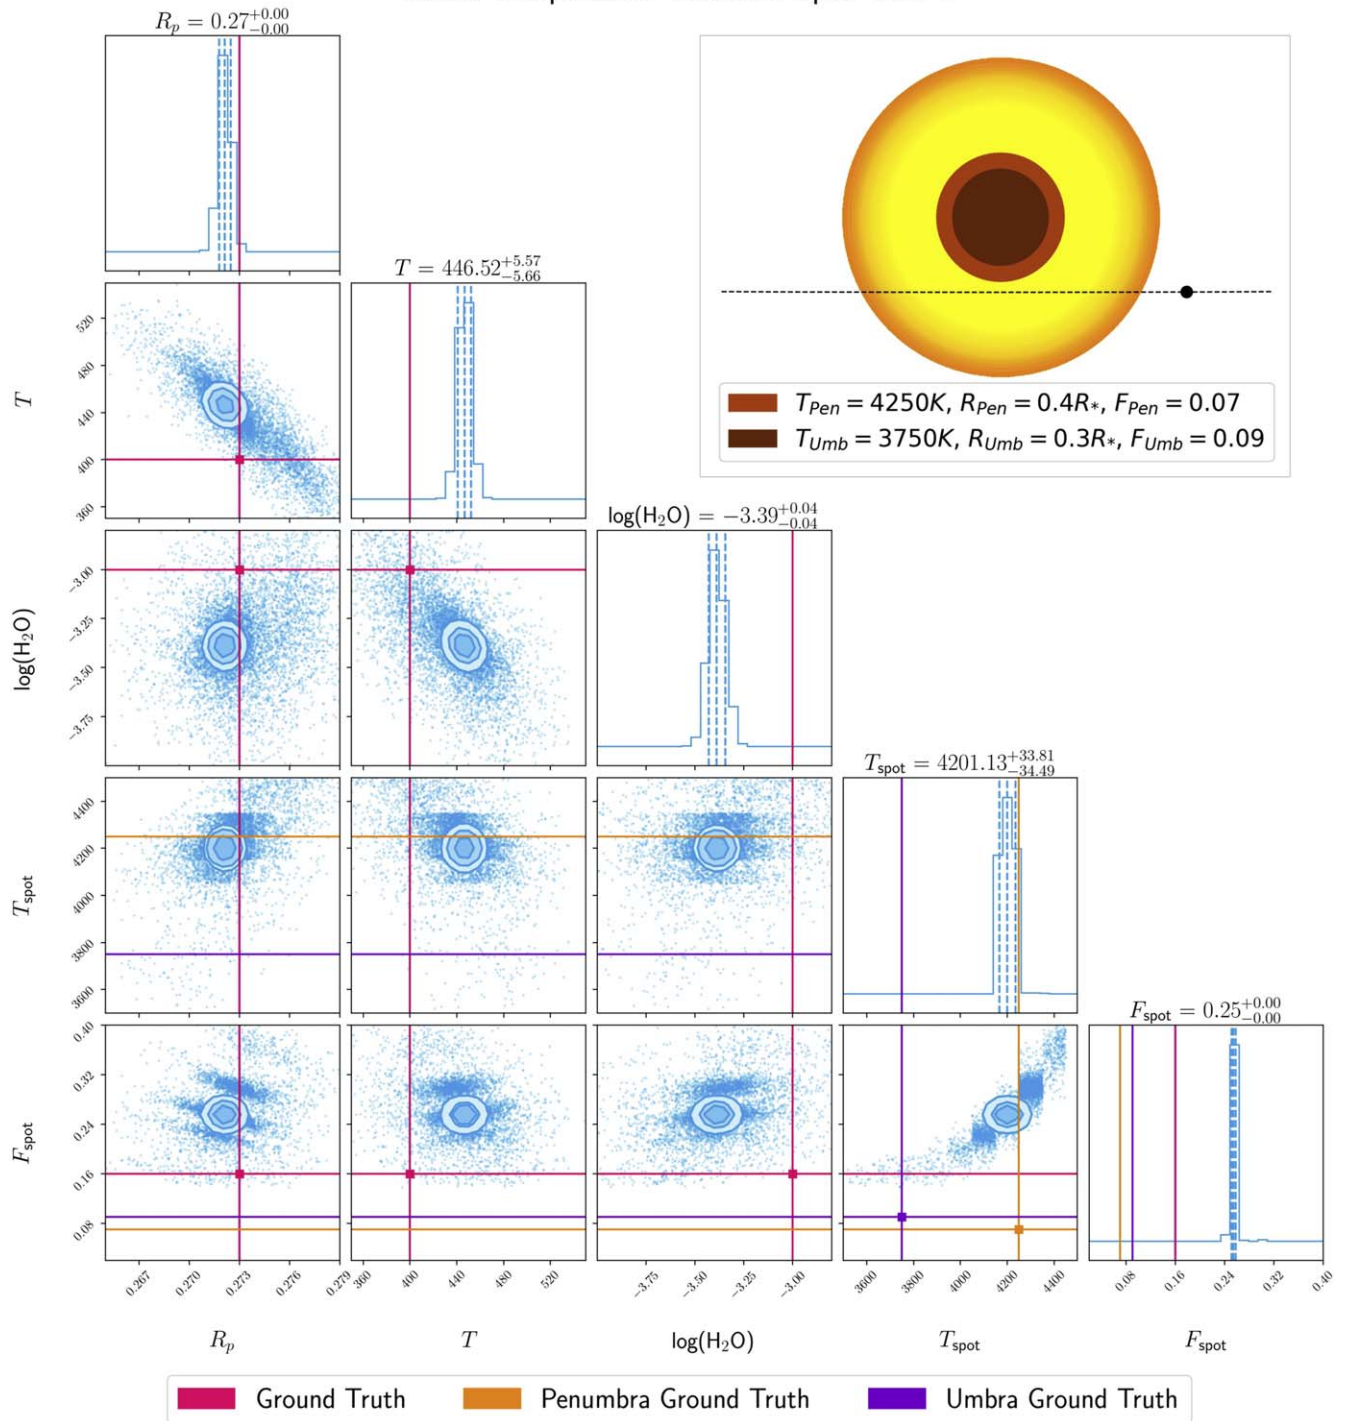 R_p = 0.27^{+0.00}_{-0.00}
T_{Pen} = 4250K, R_{Pen} = 0.4R_*, F_{Pen} = 0.07
T_{Umb} = 3750K, R_{Umb} = 0.3R_*, F_{Umb} = 0.09
T = 446.52^{+5.57}_{-5.66}
520
480
440
400
360
T
log(H₂O) = −3.39^{+0.04}_{-0.04}
−3.00
−3.25
−3.50
−3.75
log(H₂O)
T_{spot} = 4201.13^{+33.81}_{-34.49}
4400
4200
4000
3800
3600
T_{spot}
F_{spot} = 0.25^{+0.00}_{-0.00}
0.40
0.32
0.24
0.16
0.08
F_{spot}
0.267 0.270 0.273 0.276 0.279 360 400 440 480 520 −3.75 −3.50 −3.25 −3.00 3600 3800 4000 4200 4400 0.08 0.16 0.24 0.32 0.40
R_p T log(H₂O) T_{spot} F_{spot}
Ground Truth Penumbra Ground Truth Umbra Ground Truth